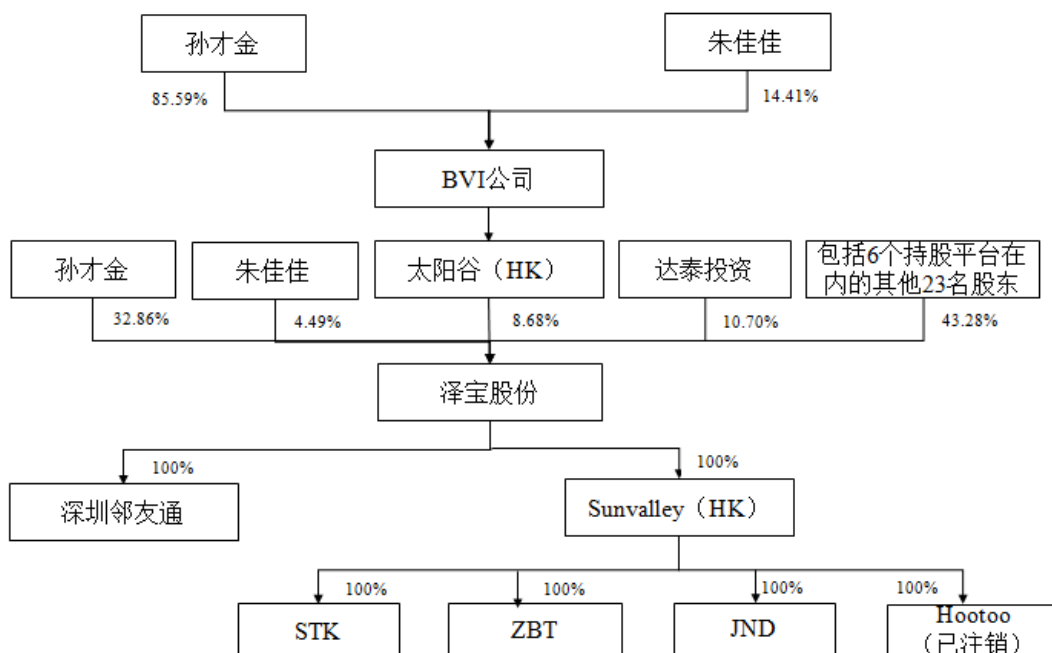 孙才金
朱佳佳
85.59%
14.41%
BVI公司
孙才金
朱佳佳
太阳谷（HK）
达泰投资
包括6个持股平台在
内的其他23名股东
32.86%
4.49%
8.68%
10.70%
43.28%
泽宝股份
100%
100%
深圳邻友通
Sunvalley（HK）
100%
100%
100%
100%
STK
ZBT
JND
Hootoo
（已注销）